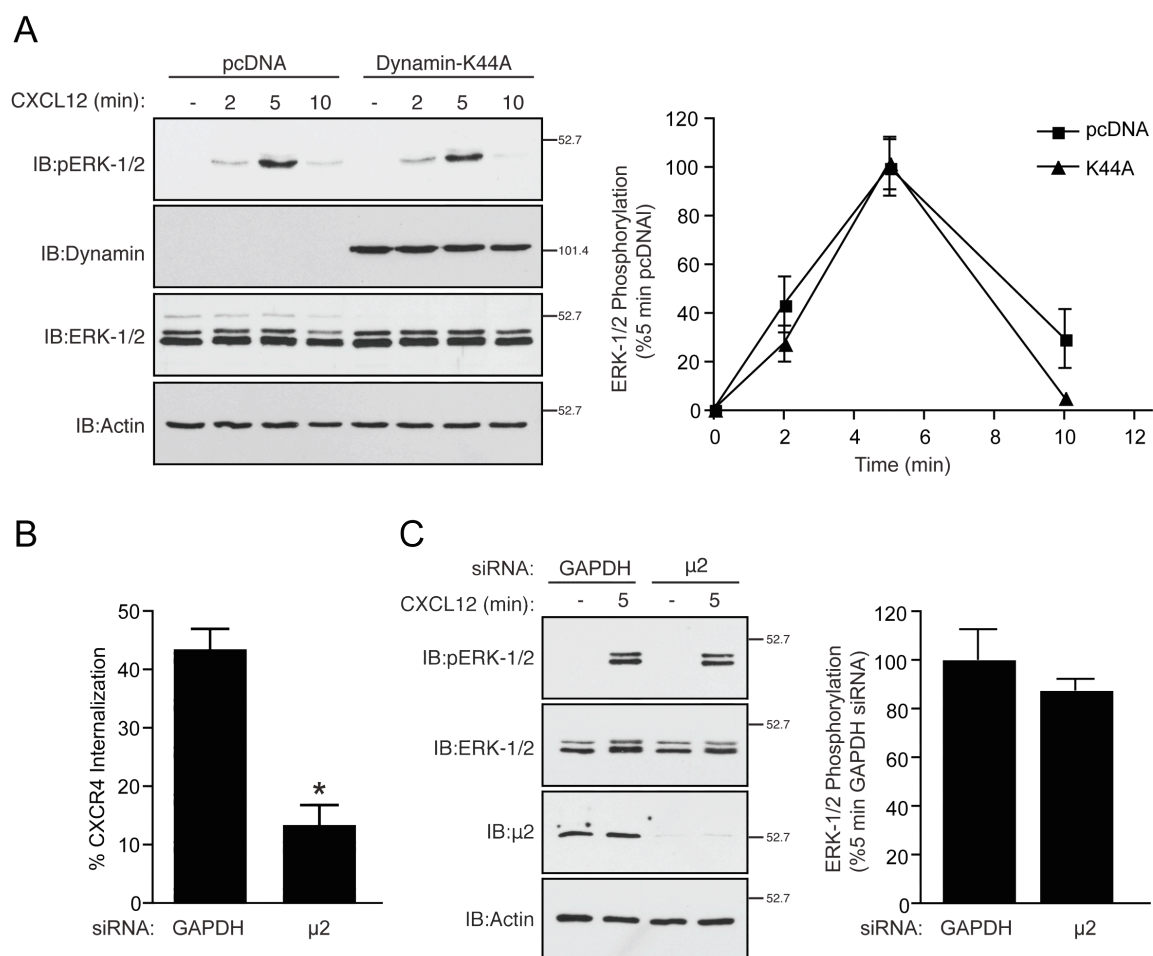 A
pcDNA Dynamin-K44A
CXCL12 (min): - 2 5 10 - 2 5 10
IB:pERK-1/2 52.7
IB:Dynamin 101.4
IB:ERK-1/2 52.7
IB:Actin 52.7
ERK-1/2 Phosphorylation
(%5 min pcDNAI)
120
100
80
60
40
20
0
0 2 4 6 8 10 12
Time (min)
pcDNA
K44A
B
% CXCR4 Internalization
50
40
30
20
10
0
*
siRNA: GAPDH µ2
C
siRNA: GAPDH µ2
CXCL12 (min): - 5 - 5
IB:pERK-1/2 52.7
IB:ERK-1/2 52.7
IB:µ2 52.7
IB:Actin 52.7
ERK-1/2 Phosphorylation
(%5 min GAPDH siRNA)
120
100
80
60
40
20
0
siRNA: GAPDH µ2